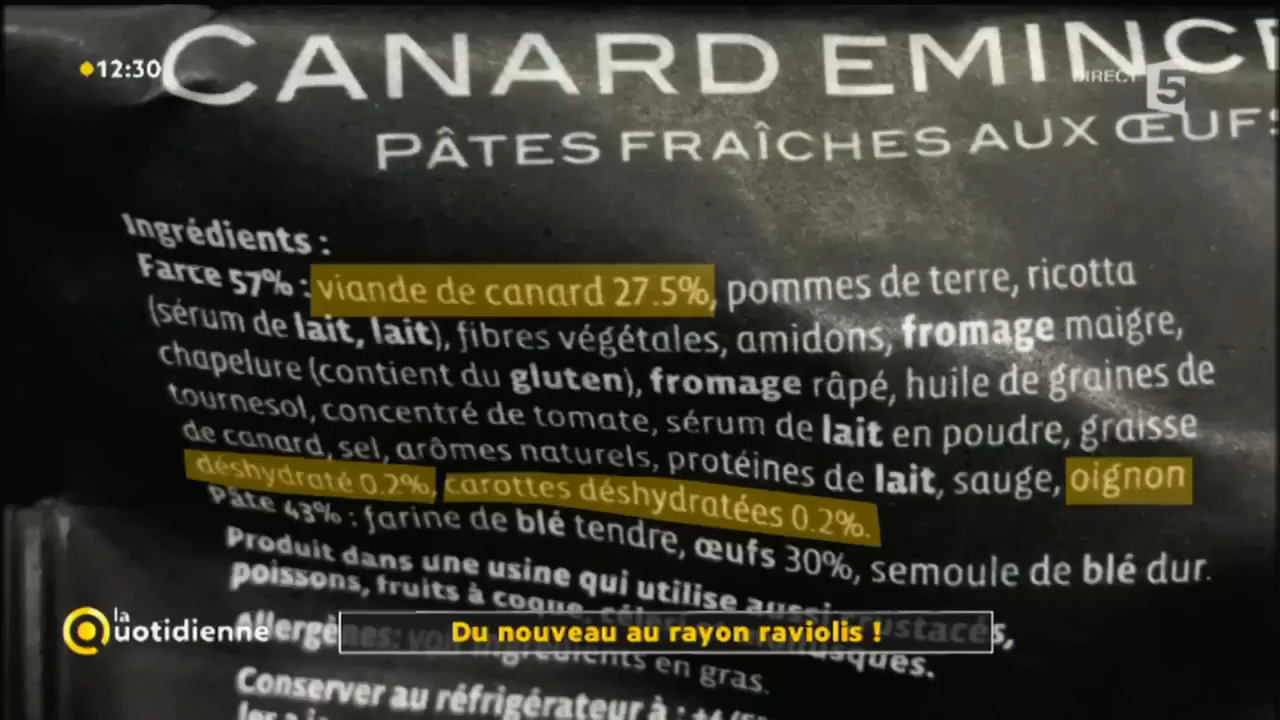 12:30
CANARD EMINC
DIRECT 5
PÂTES FRAÎCHES AUX ŒUFS
Ingrédients :
Farce 57% : viande de canard 27.5%, pommes de terre, ricotta
(sérum de lait, lait), fibres végétales, amidons, fromage maigre,
chapelure (contient du gluten), fromage râpé, huile de graines de
tournesol, concentré de tomate, sérum de lait en poudre, graisse
de canard, sel, arômes naturels, protéines de lait, sauge, oignon
déshydraté 0.2%, carottes déshydratées 0.2%.
Pâte 43% : farine de blé tendre, œufs 30%, semoule de blé dur.
Produit dans une usine qui utilise aussi crustacés,
poissons, fruits à coque, mollusques.
Allergènes: voir ingrédients en gras.
la Quotidienne
Du nouveau au rayon raviolis !
Conserver au réfrigérateur à :